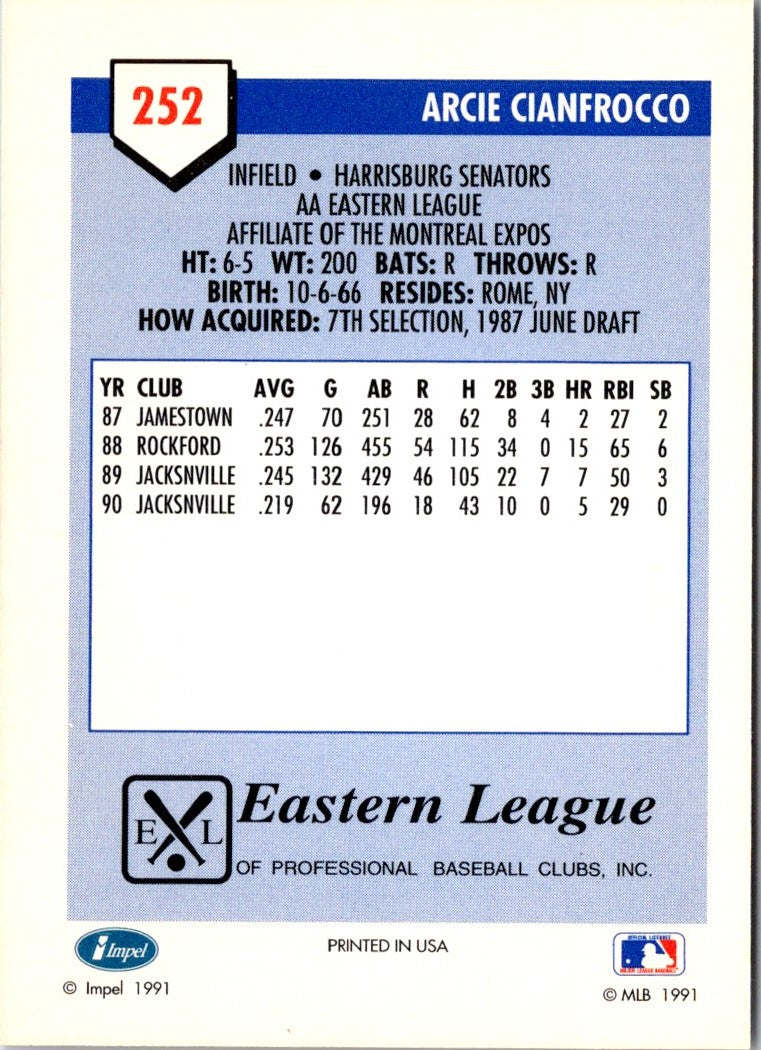 252
ARCIE CIANFROCCO
INFIELD • HARRISBURG SENATORS
AA EASTERN LEAGUE
AFFILIATE OF THE MONTREAL EXPOS
HT: 6-5 WT: 200 BATS: R THROWS: R
BIRTH: 10-6-66 RESIDES: ROME, NY
HOW ACQUIRED: 7TH SELECTION, 1987 JUNE DRAFT
YR CLUB AVG G AB R H 2B 3B HR RBI SB
87 JAMESTOWN .247 70 251 28 62 8 4 2 27 2
88 ROCKFORD .253 126 455 54 115 34 0 15 65 6
89 JACKSNVILLE .245 132 429 46 105 22 7 7 50 3
90 JACKSNVILLE .219 62 196 18 43 10 0 5 29 0
E L
Eastern League
OF PROFESSIONAL BASEBALL CLUBS, INC.
impel
PRINTED IN USA
OFFICIAL LICENSEE
MAJOR LEAGUE BASEBALL
© Impel 1991
© MLB 1991